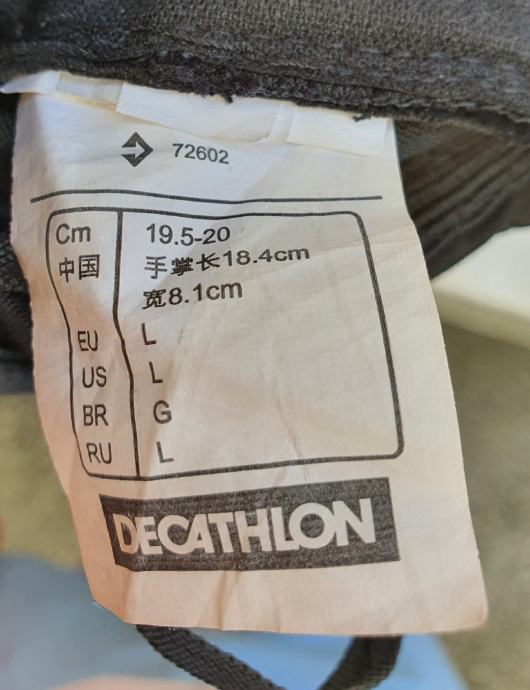 72602
Cm 19.5-20
中国 手掌长18.4cm
宽8.1cm
EU L
US L
BR G
RU L
DECATHLON